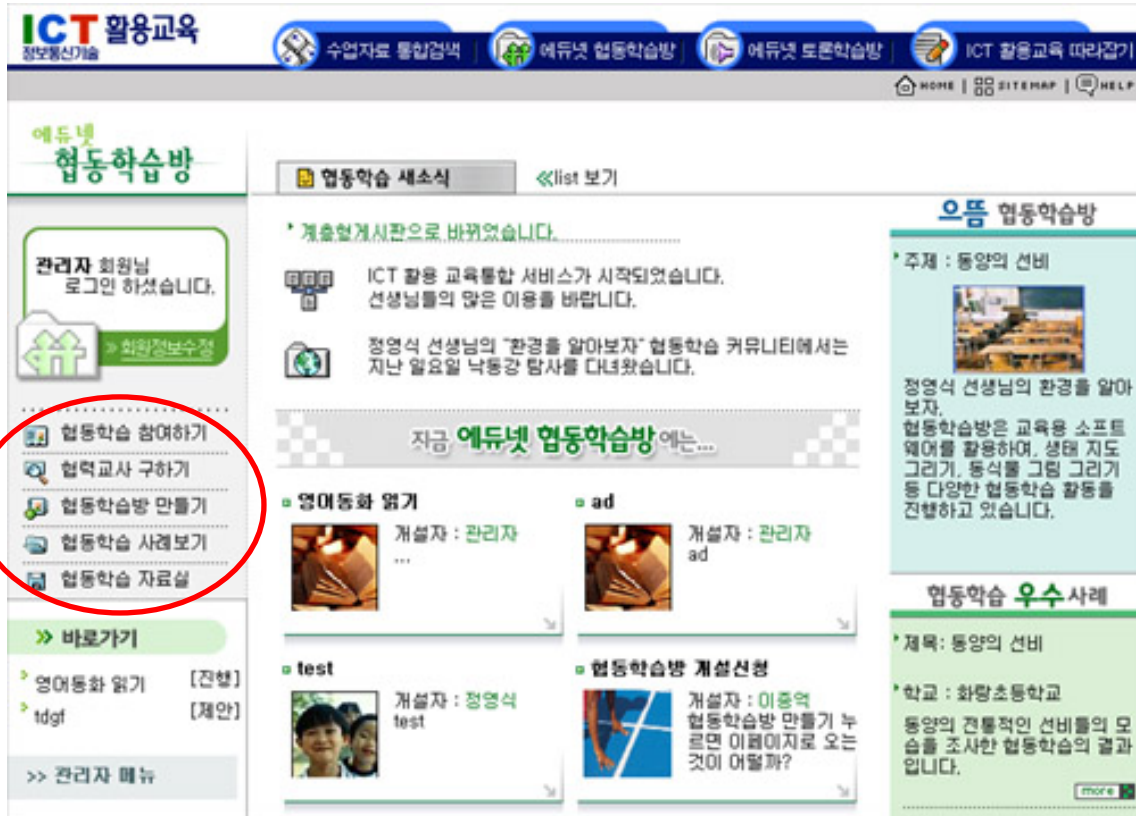 ICT 활용교육
정보통신기술
수업자료 통합검색 | 에듀넷 협동학습방 | 에듀넷 토론학습방 | ICT 활용교육 따라잡기
HOME | SITEMAP | HELP
에듀넷
협동학습방
관리자 회원님
로그인 하셨습니다.
» 회원정보수정
협동학습 참여하기
협력교사 구하기
협동학습방 만들기
협동학습 사례보기
협동학습 자료실
» 바로가기
영어동화 읽기 [진행]
tdgf [제안]
>> 관리자 메뉴
협동학습 새소식 «list 보기
계층형게시판으로 바뀌었습니다.
ICT 활용 교육통합 서비스가 시작되었습니다.
선생님들의 많은 이용을 바랍니다.
정영식 선생님의 "환경을 알아보자" 협동학습 커뮤니티에서는
지난 일요일 낙동강 탐사를 다녀왔습니다.
지금 에듀넷 협동학습방에는...
영어동화 읽기
개설자 : 관리자
...
ad
개설자 : 관리자
ad
test
개설자 : 정영식
test
협동학습방 개설신청
개설자 : 이중역
협동학습방 만들기 누
르면 이페이지로 오는
것이 어떨까?
으뜸 협동학습방
주제 : 동양의 선비
정영식 선생님의 환경을 알아
보자.
협동학습방은 교육용 소프트
웨어를 활용하여, 생태 지도
그리기, 동식물 그림 그리기
등 다양한 협동학습 활동을
진행하고 있습니다.
협동학습 우수사례
제목: 동양의 선비
학교 : 화랑초등학교
동양의 전통적인 선비들의 모
습을 조사한 협동학습의 결과
입니다.
more